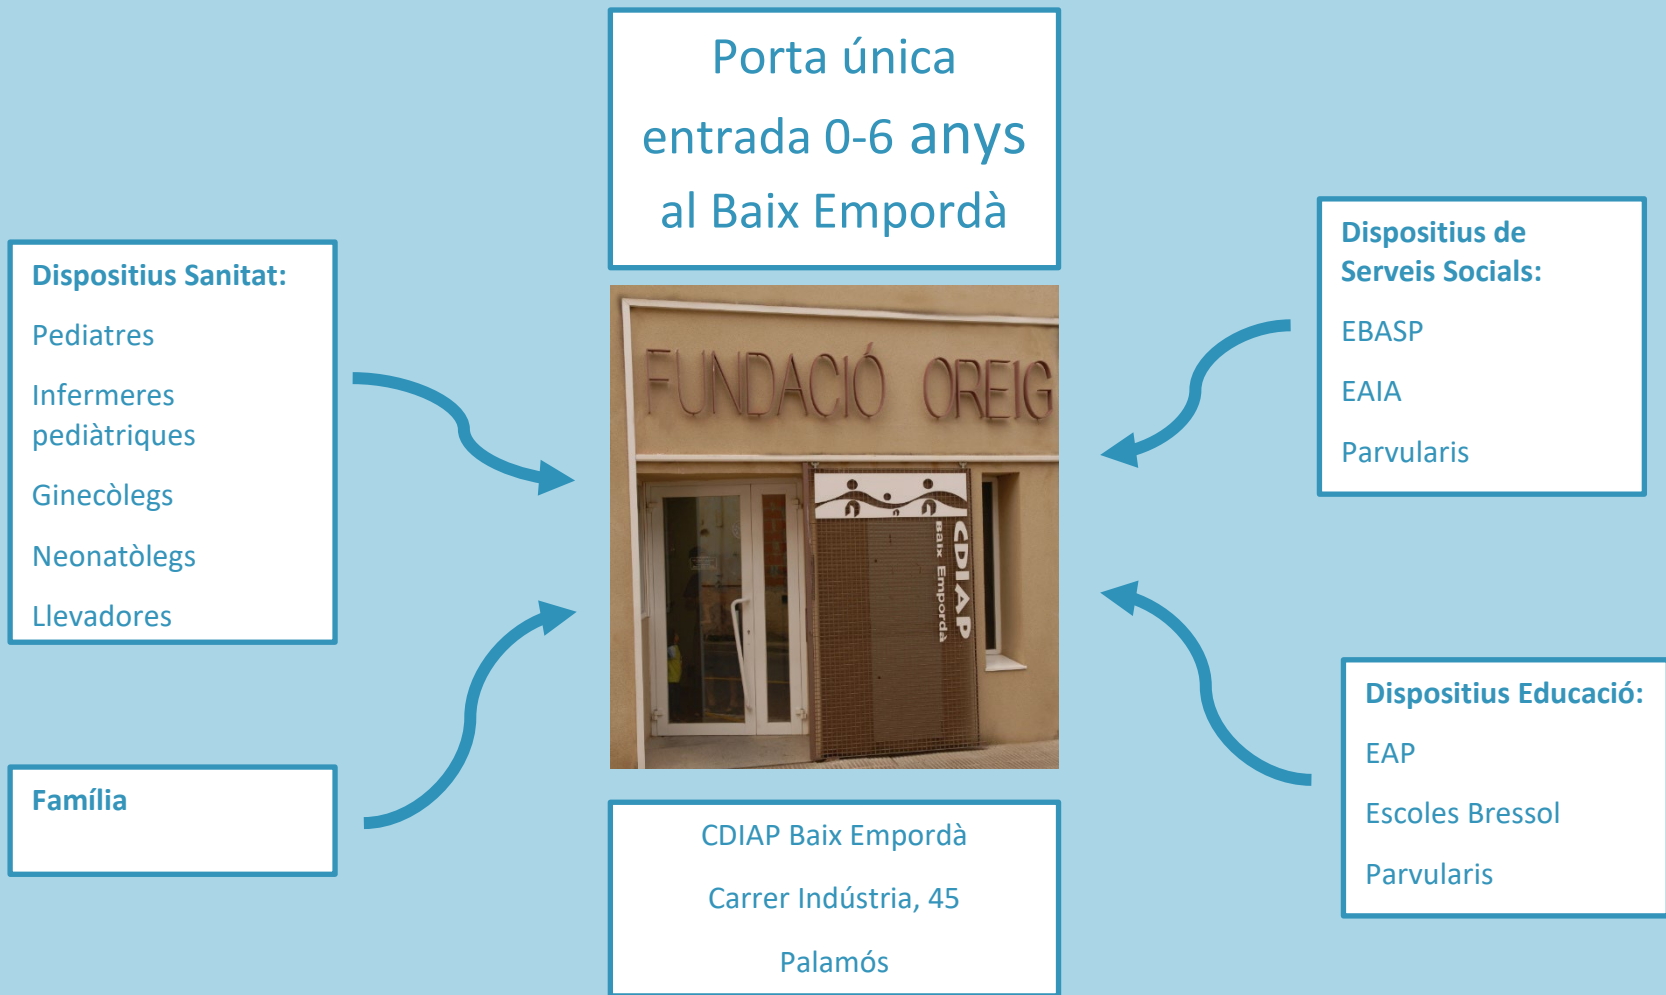 Porta única
entrada 0-6 anys
al Baix Empordà
Dispositius Sanitat:
Pediatres
Infermeres
pediàtriques
Ginecòlegs
Neonatòlegs
Llevadores
Família
FUNDACIÓ OREIG
CDIAP
Baix Empordà
CDIAP Baix Empordà
Carrer Indústria, 45
Palamós
Dispositius de
Serveis Socials:
EBASP
EAIA
Parvularis
Dispositius Educació:
EAP
Escoles Bressol
Parvularis